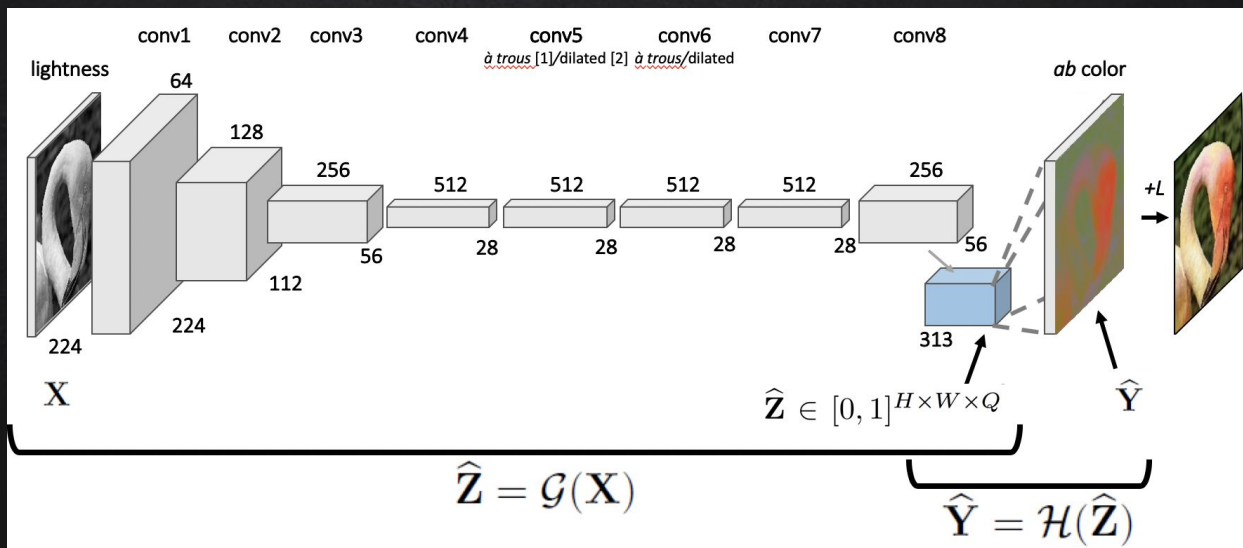 conv1 conv2 conv3 conv4 conv5 conv6 conv7 conv8
à trous [1]/dilated [2] à trous/dilated
lightness
ab color
64
128
256
512
512
512
512
256
+L
28
28
28
28
56
56
112
224
224
313
X
Ẑ ∈ [0, 1]^{H×W×Q}
Ŷ
Ẑ = 𝒢(X)
Ŷ = ℋ(Ẑ)